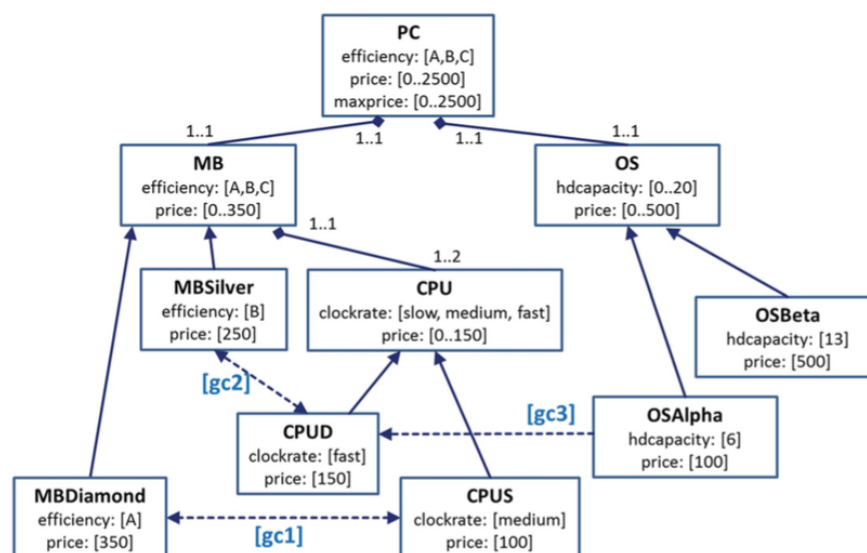 PC
efficiency: [A,B,C]
price: [0..2500]
maxprice: [0..2500]
1..1
1..1
1..1
1..1
MB
efficiency: [A,B,C]
price: [0..350]
OS
hdcapacity: [0..20]
price: [0..500]
1..1
1..2
MBSilver
efficiency: [B]
price: [250]
CPU
clockrate: [slow, medium, fast]
price: [0..150]
OSBeta
hdcapacity: [13]
price: [500]
[gc2]
[gc3]
CPUD
clockrate: [fast]
price: [150]
OSAlpha
hdcapacity: [6]
price: [100]
MBDiamond
efficiency: [A]
price: [350]
[gc1]
CPUS
clockrate: [medium]
price: [100]